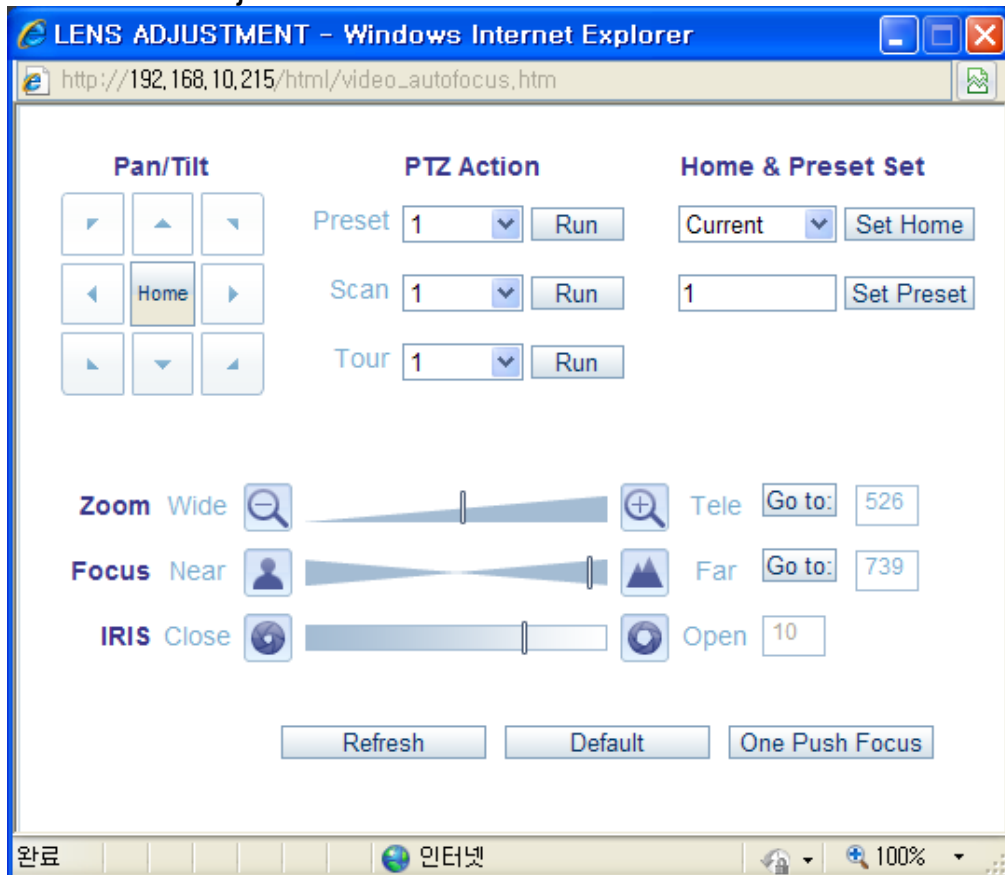 LENS ADJUSTMENT - Windows Internet Explorer
http://192,168,10,215/html/video_autofocus,htm
Pan/Tilt PTZ Action Home & Preset Set
Preset 1 Run Current Set Home
Home Scan 1 Run 1 Set Preset
Tour 1 Run
Zoom Wide Tele Go to: 526
Focus Near Far Go to: 739
IRIS Close Open 10
Refresh Default One Push Focus
완료 인터넷 100%